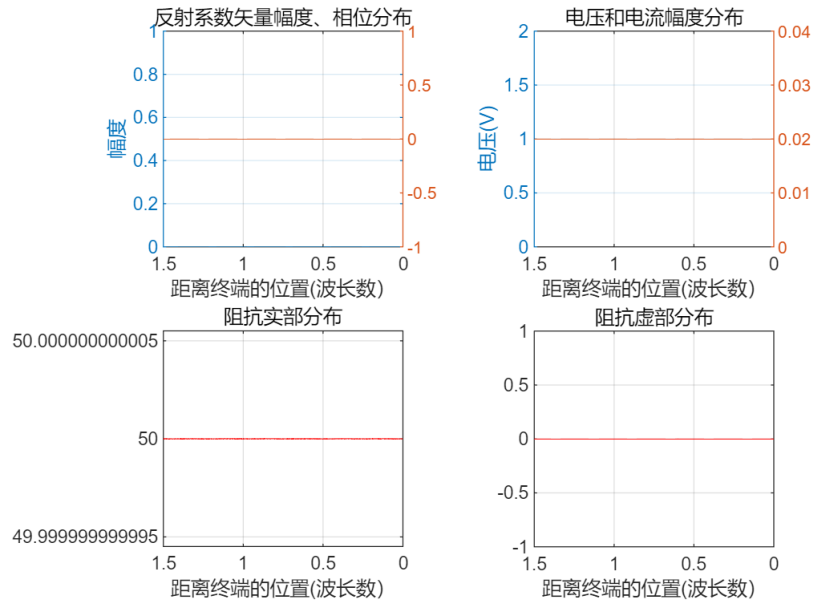 反射系数矢量幅度、相位分布
1
0.8
0.6
0.4
0.2
0
幅度
1
0.5
0
-0.5
-1
1.5 1 0.5 0
距离终端的位置(波长数)
电压和电流幅度分布
2
1.5
1
0.5
0
电压(V)
0.04
0.03
0.02
0.01
0
1.5 1 0.5 0
距离终端的位置(波长数)
阻抗实部分布
50.000000000005
50
49.999999999995
1.5 1 0.5 0
距离终端的位置(波长数)
阻抗虚部分布
1
0.5
0
-0.5
-1
1.5 1 0.5 0
距离终端的位置(波长数)